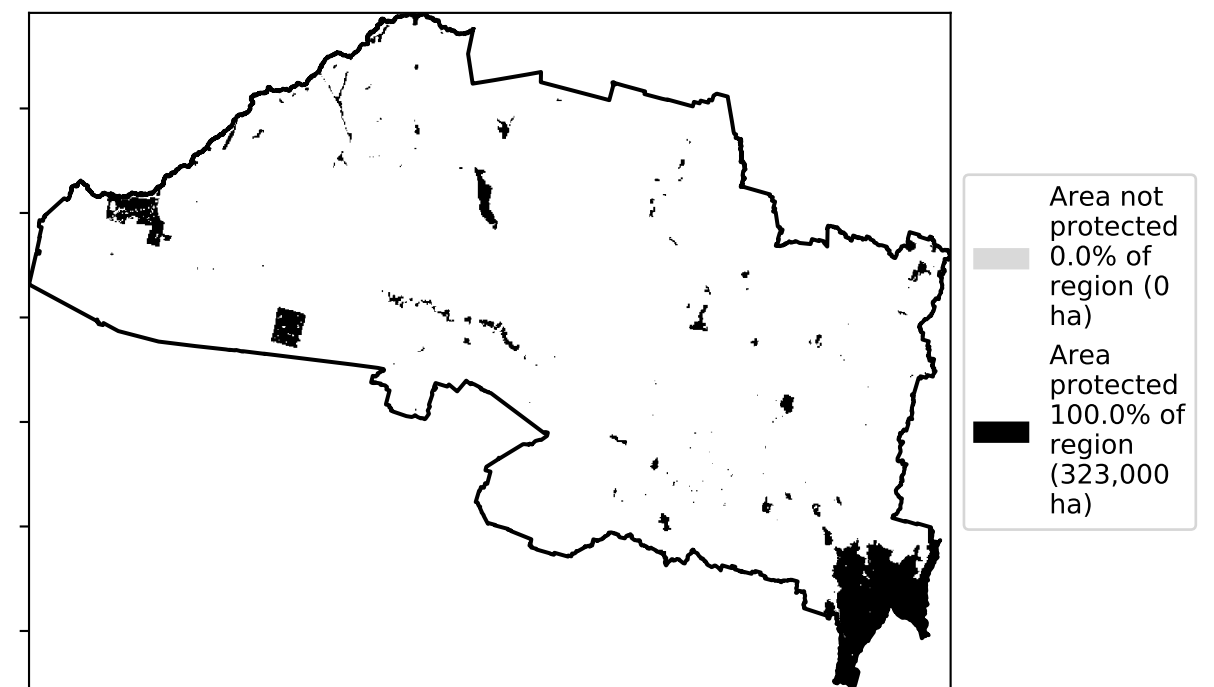 Area not
protected
0.0% of
region (0
ha)
Area
protected
100.0% of
region
(323,000
ha)